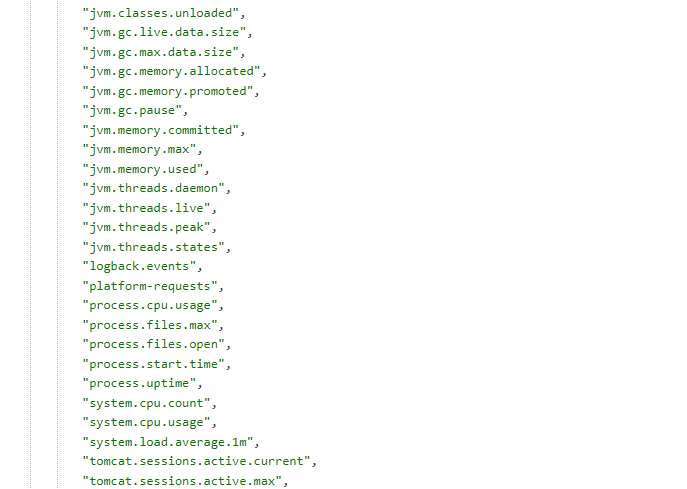 "jvm.classes.unloaded",
"jvm.gc.live.data.size",
"jvm.gc.max.data.size",
"jvm.gc.memory.allocated",
"jvm.gc.memory.promoted",
"jvm.gc.pause",
"jvm.memory.committed",
"jvm.memory.max",
"jvm.memory.used",
"jvm.threads.daemon",
"jvm.threads.live",
"jvm.threads.peak",
"jvm.threads.states",
"logback.events",
"platform-requests",
"process.cpu.usage",
"process.files.max",
"process.files.open",
"process.start.time",
"process.uptime",
"system.cpu.count",
"system.cpu.usage",
"system.load.average.1m",
"tomcat.sessions.active.current",
"tomcat.sessions.active.max",